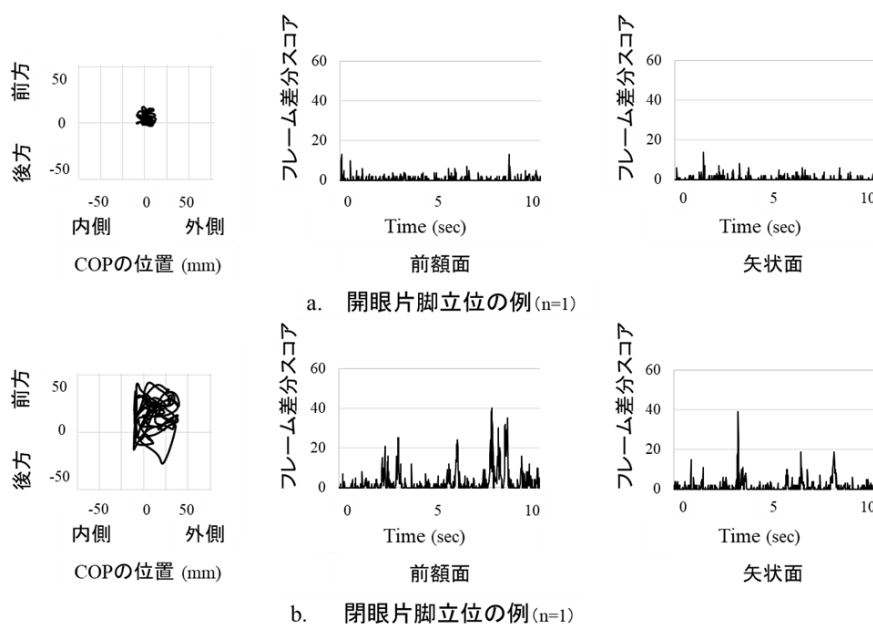 前方
後方
50
0
-50
-50 0 50
内側 外側
COPの位置 (mm)
フレーム差分スコア
60
40
20
0
0 5 10
Time (sec)
前額面
フレーム差分スコア
60
40
20
0
0 5 10
Time (sec)
矢状面
a. 開眼片脚立位の例(n=1)
前方
後方
50
0
-50
-50 0 50
内側 外側
COPの位置 (mm)
フレーム差分スコア
60
40
20
0
0 5 10
Time (sec)
前額面
フレーム差分スコア
60
40
20
0
0 5 10
Time (sec)
矢状面
b. 閉眼片脚立位の例(n=1)